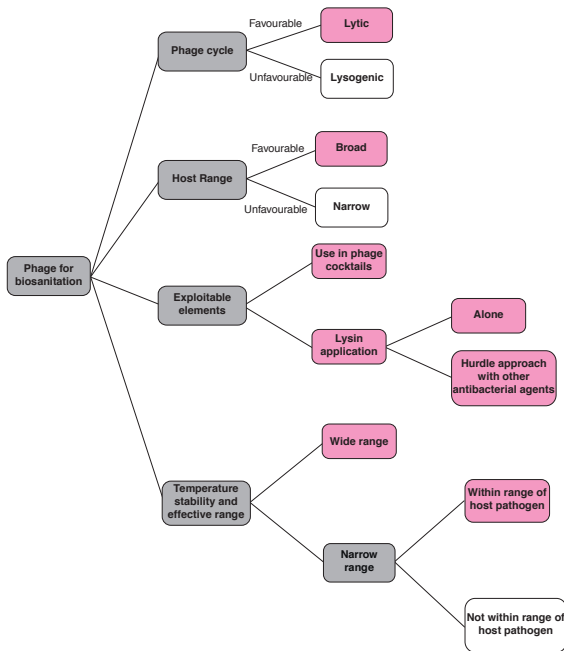 Favourable
Lytic
Phage cycle
Unfavourable
Lysogenic
Favourable
Broad
Host Range
Unfavourable
Narrow
Phage for
biosanitation
Use in phage
cocktails
Exploitable
elements
Lysin
application
Alone
Hurdle approach
with other
antibacterial agents
Wide range
Temperature
stability and
effective range
Within range of
host pathogen
Narrow
range
Not within range of
host pathogen